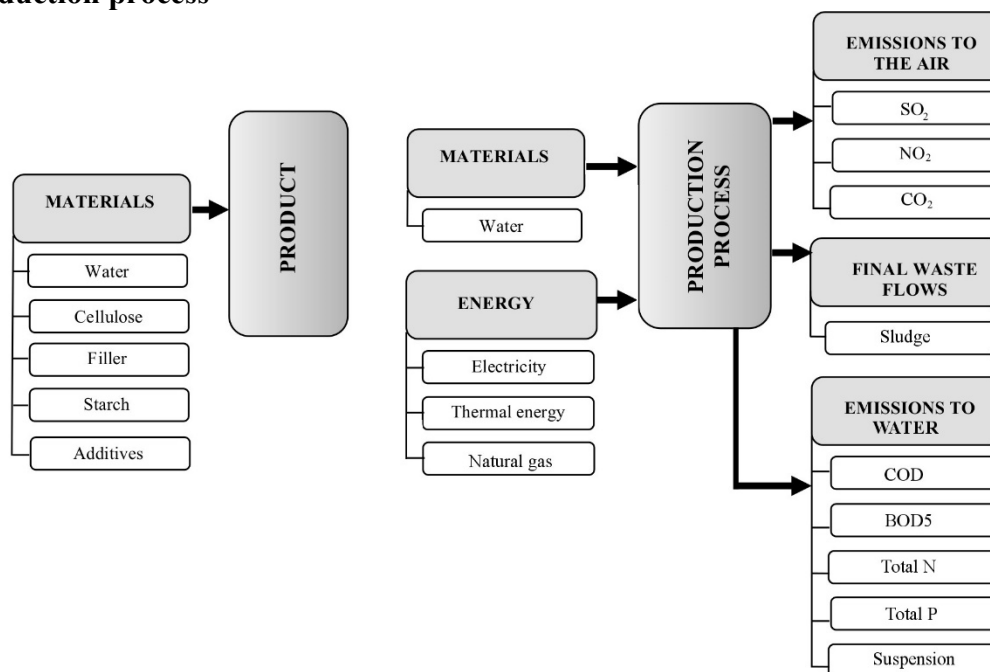 duction process
MATERIALS
Water
Cellulose
Filler
Starch
Additives
PRODUCT
MATERIALS
Water
ENERGY
Electricity
Thermal energy
Natural gas
PRODUCTION
PROCESS
EMISSIONS TO
THE AIR
SO₂
NO₂
CO₂
FINAL WASTE
FLOWS
Sludge
EMISSIONS TO
WATER
COD
BOD5
Total N
Total P
Suspension